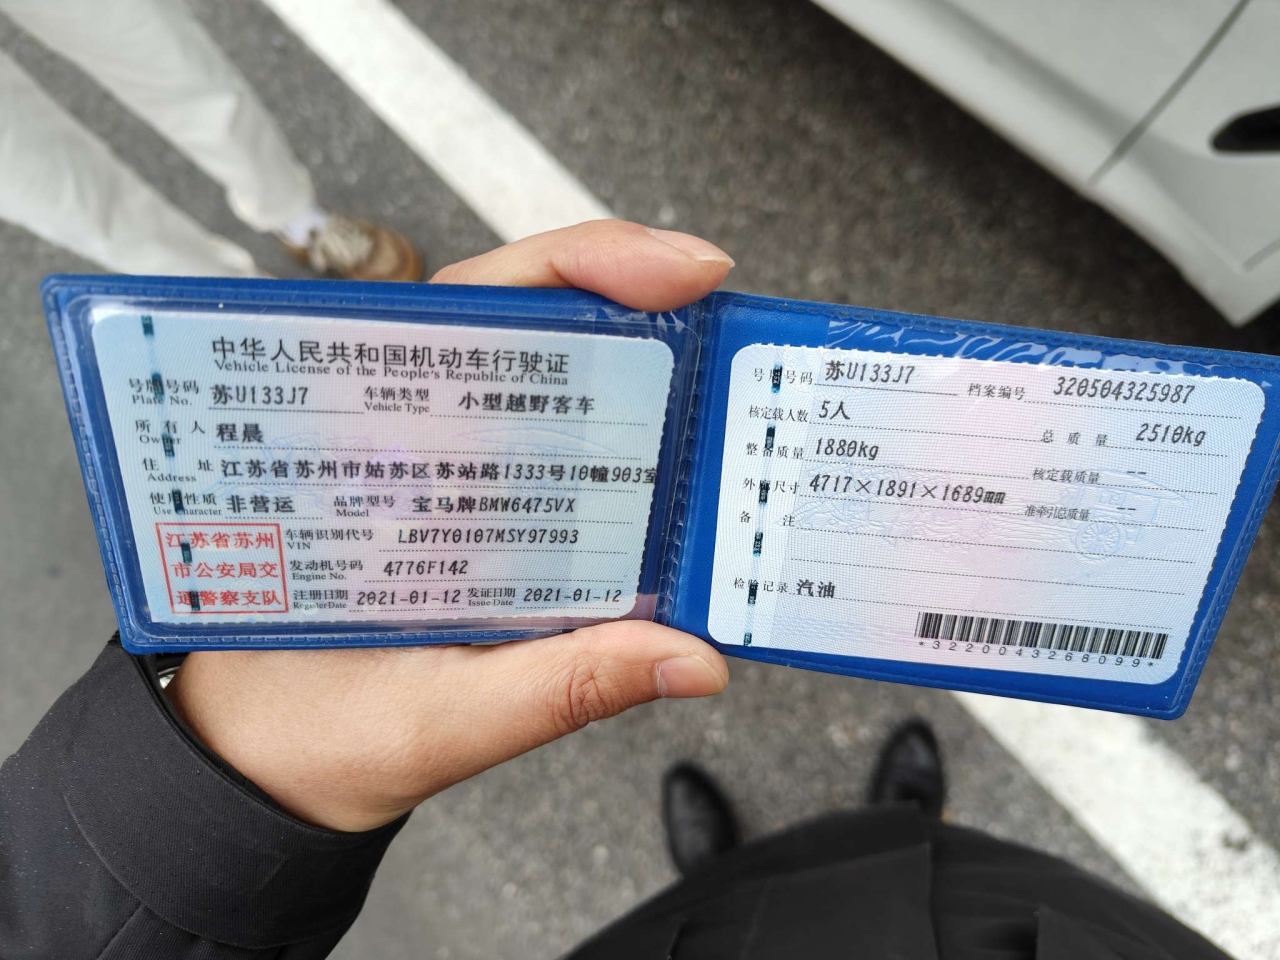 中华人民共和国机动车行驶证
Vehicle License of the People's Republic of China
号牌号码 苏U133J7 车辆类型 小型越野客车
Plate No. Vehicle Type
所有人 程晨
Owner
住址 江苏省苏州市姑苏区苏站路1333号10幢903室
Address
使用性质 非营运 品牌型号 宝马牌BMW6475VX
Use Character Model
江苏省苏州
市公安局交
通警察支队
车辆识别代号 LBV7Y0107MSY97993
VIN
发动机号码 4776F142
Engine No.
注册日期 2021-01-12 发证日期 2021-01-12
Register Date Issue Date
号牌号码 苏U133J7 档案编号 320504325987
核定载人数 5人 总质量 2510kg
整备质量 1880kg 核定载质量 --
外廓尺寸 4717×1891×1689mm 准牵引总质量 --
备注
检验记录 汽油
*3220043268099*